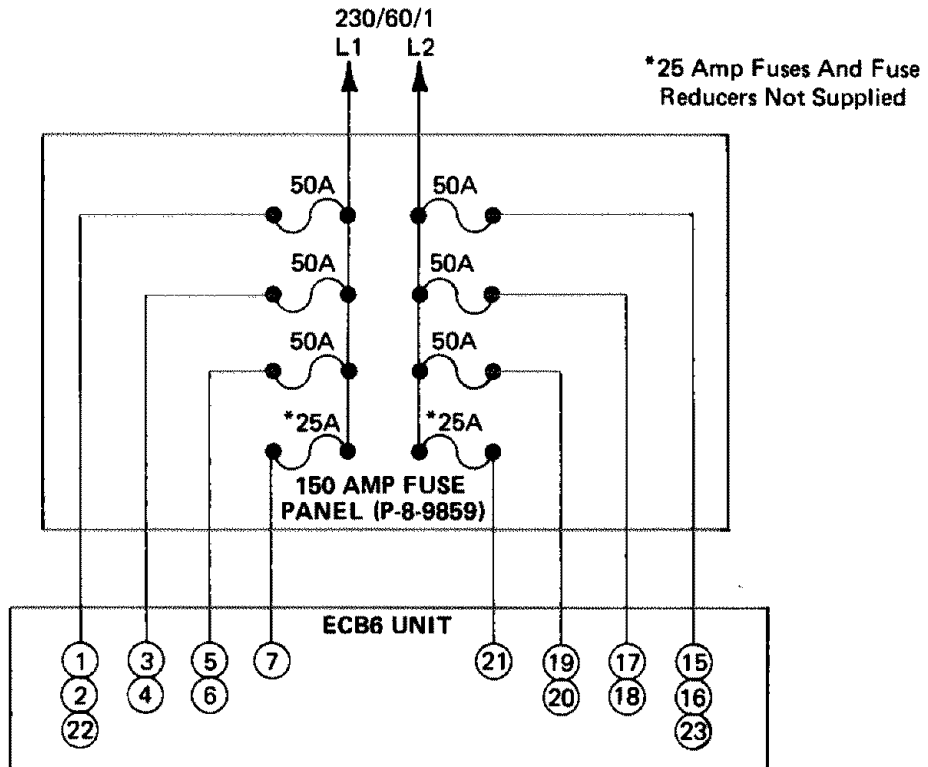 230/60/1
L1 L2
*25 Amp Fuses And Fuse
Reducers Not Supplied
50A 50A
50A 50A
50A 50A
*25A *25A
150 AMP FUSE
PANEL (P-8-9859)
ECB6 UNIT
1 3 5 7 21 19 17 15
2 4 6 20 18 16
22 23